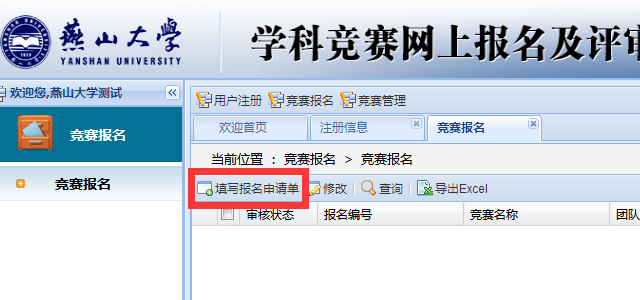 燕山大学
YANSHAN UNIVERSITY
学科竞赛网上报名及评审
欢迎您,燕山大学测试
竞赛报名
竞赛报名
用户注册 竞赛报名 竞赛管理
欢迎首页 注册信息 竞赛报名
当前位置 ： 竞赛报名 > 竞赛报名
填写报名申请单 修改 查询 导出Excel
审核状态 报名编号 竞赛名称 团队